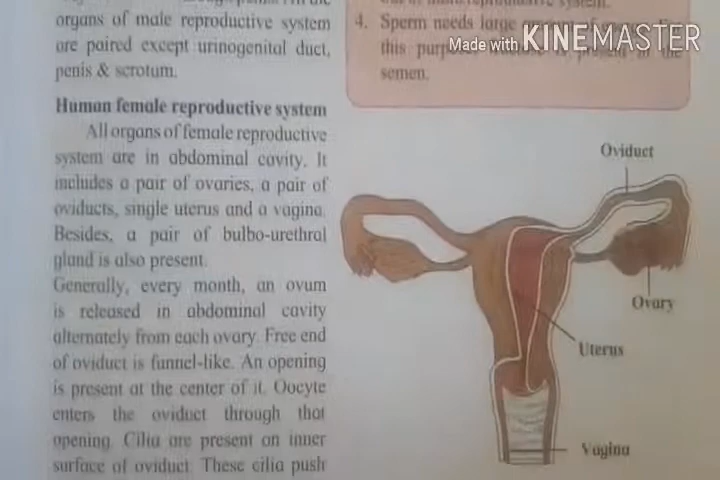 organs of male reproductive system
are paired except urinogenital duct,
penis & scrotum.
Human female reproductive system
All organs of female reproductive
system are in abdominal cavity. It
includes a pair of ovaries, a pair of
oviducts, single uterus and a vagina.
Besides, a pair of bulbo-urethral
gland is also present.
Generally, every month, an ovum
is released in abdominal cavity
alternately from each ovary. Free end
of oviduct is funnel-like. An opening
is present at the center of it. Oocyte
enters the oviduct through that
opening. Cilia are present on inner
surface of oviduct. These cilia push
4. Sperm needs large
this purpose is present in the
semen.
Made with KINEMASTER
Oviduct
Ovary
Uterus
Vagina